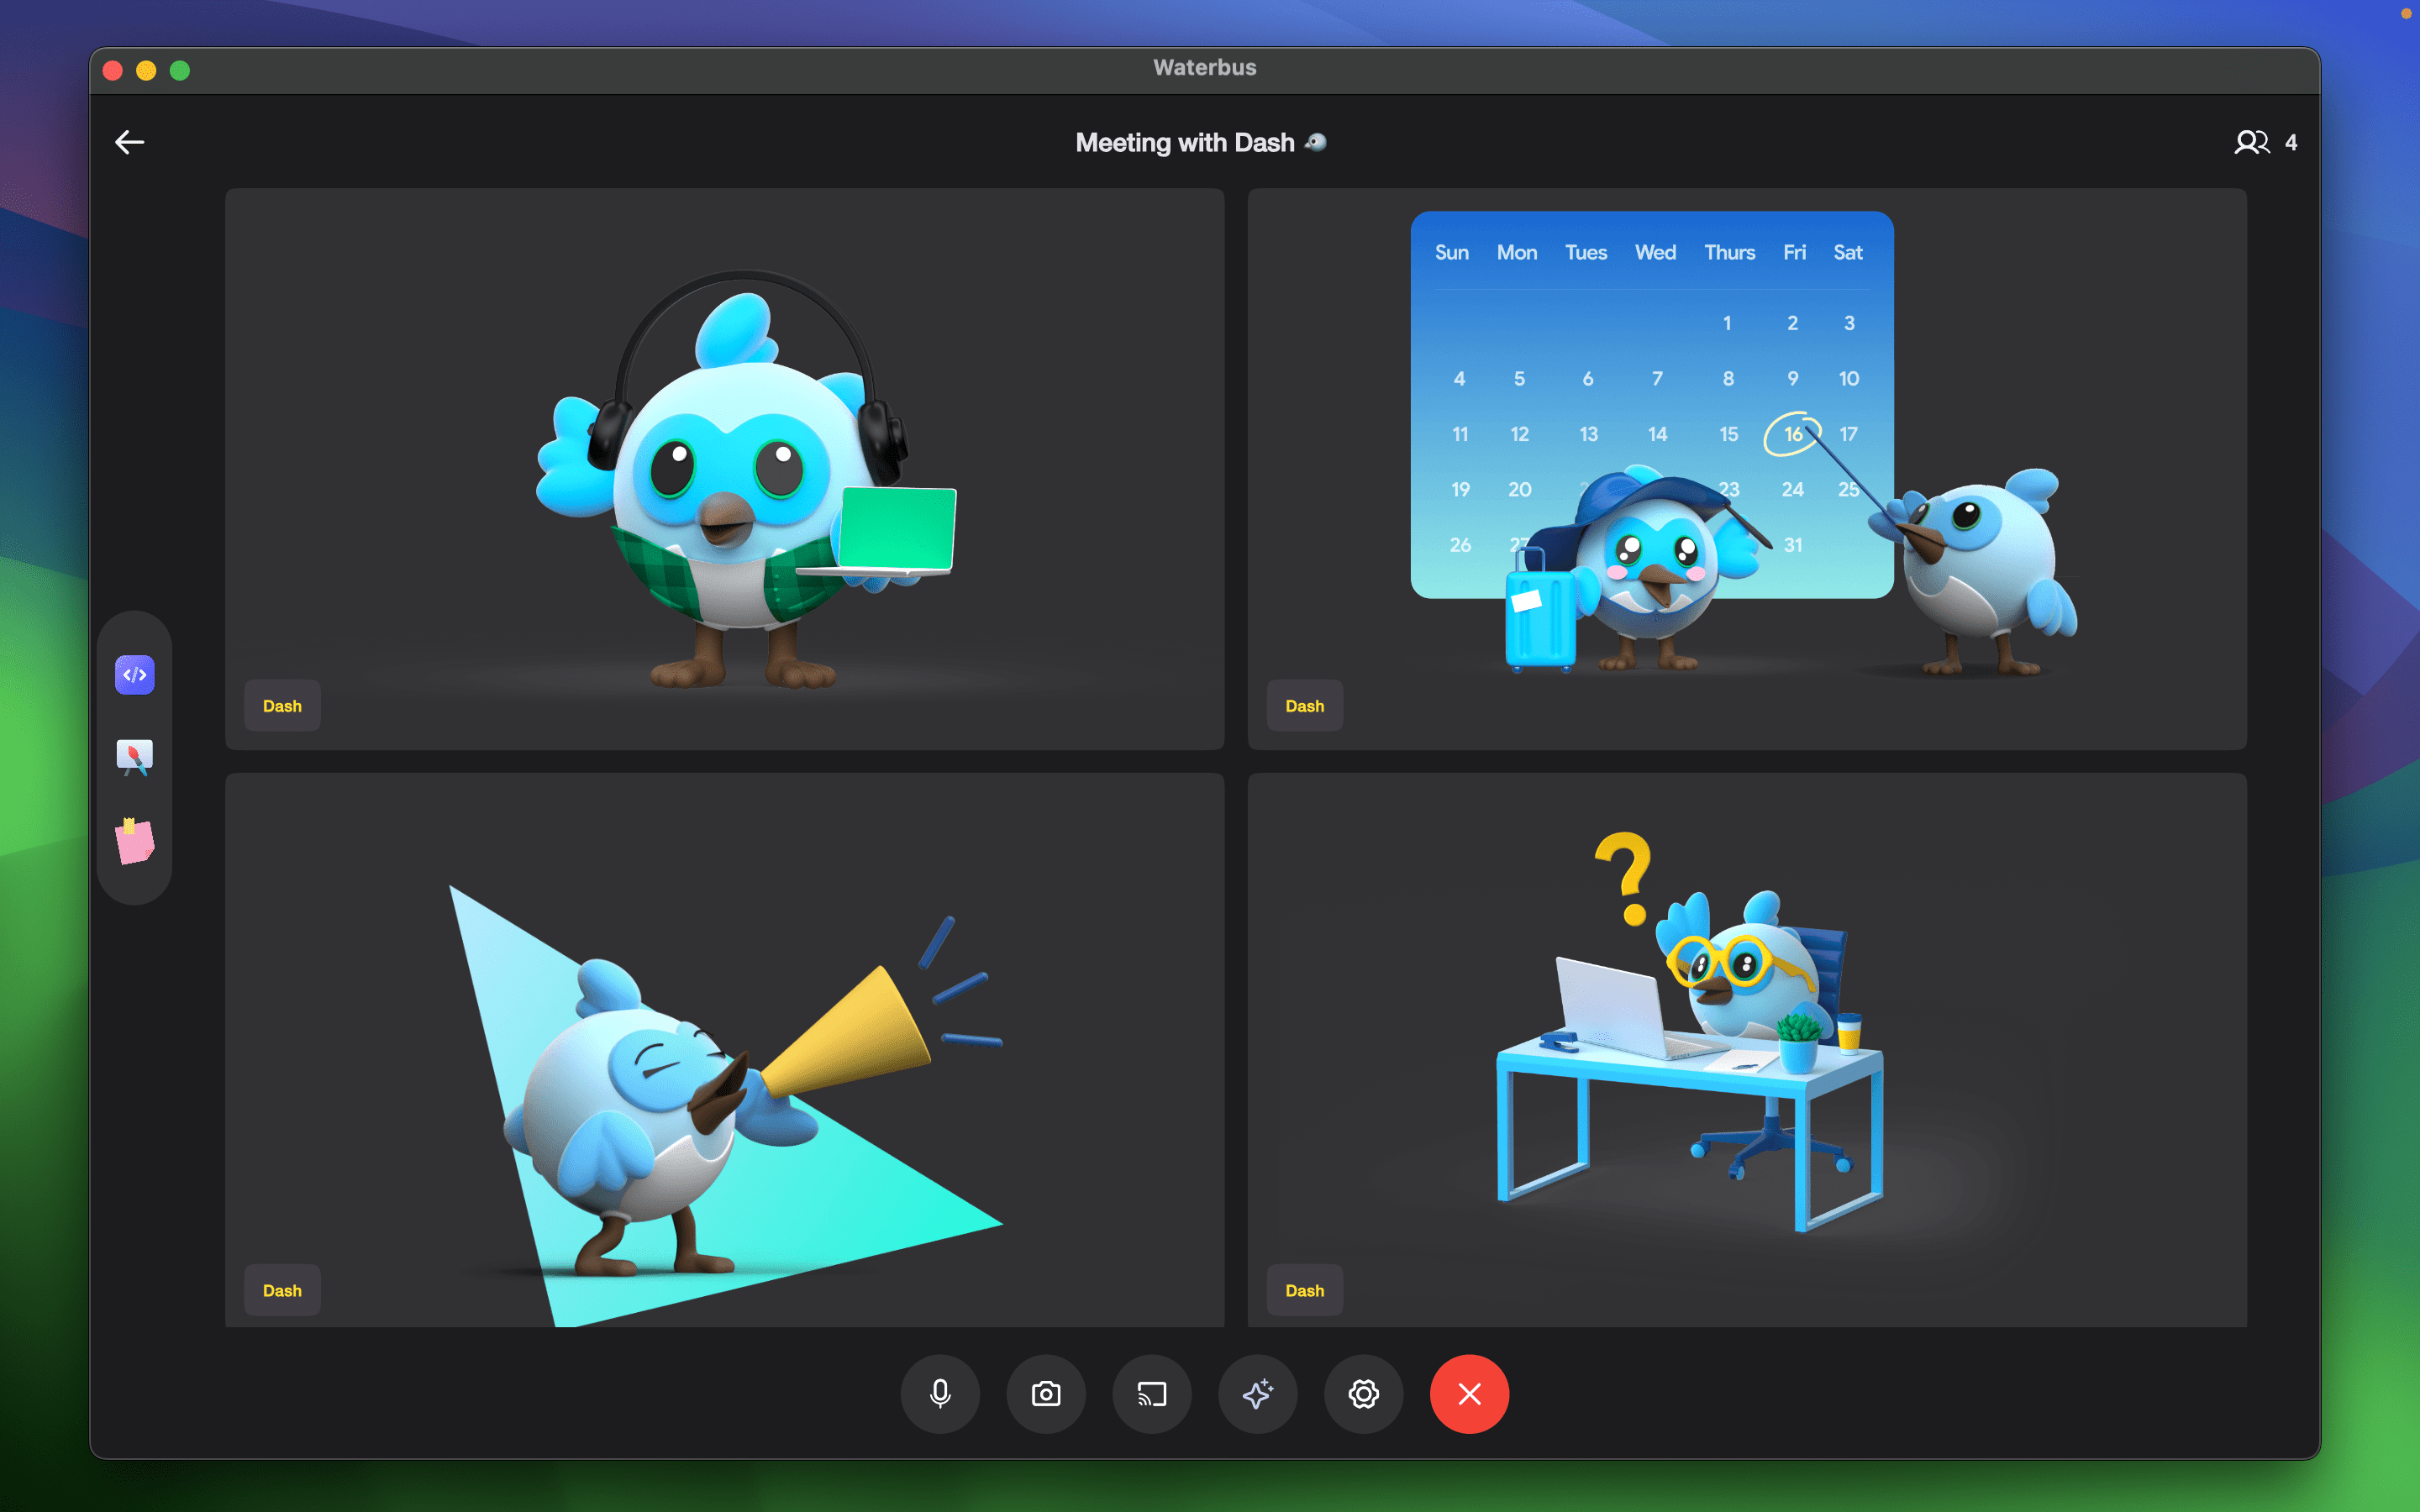 Waterbus
Meeting with Dash
4
Sun Mon Tues Wed Thurs Fri Sat
1 2 3
4 5 6 7 8 9 10
11 12 13 14 15 16 17
19 20 23 24 25
26 27 31
Dash
Dash
?
Dash
Dash